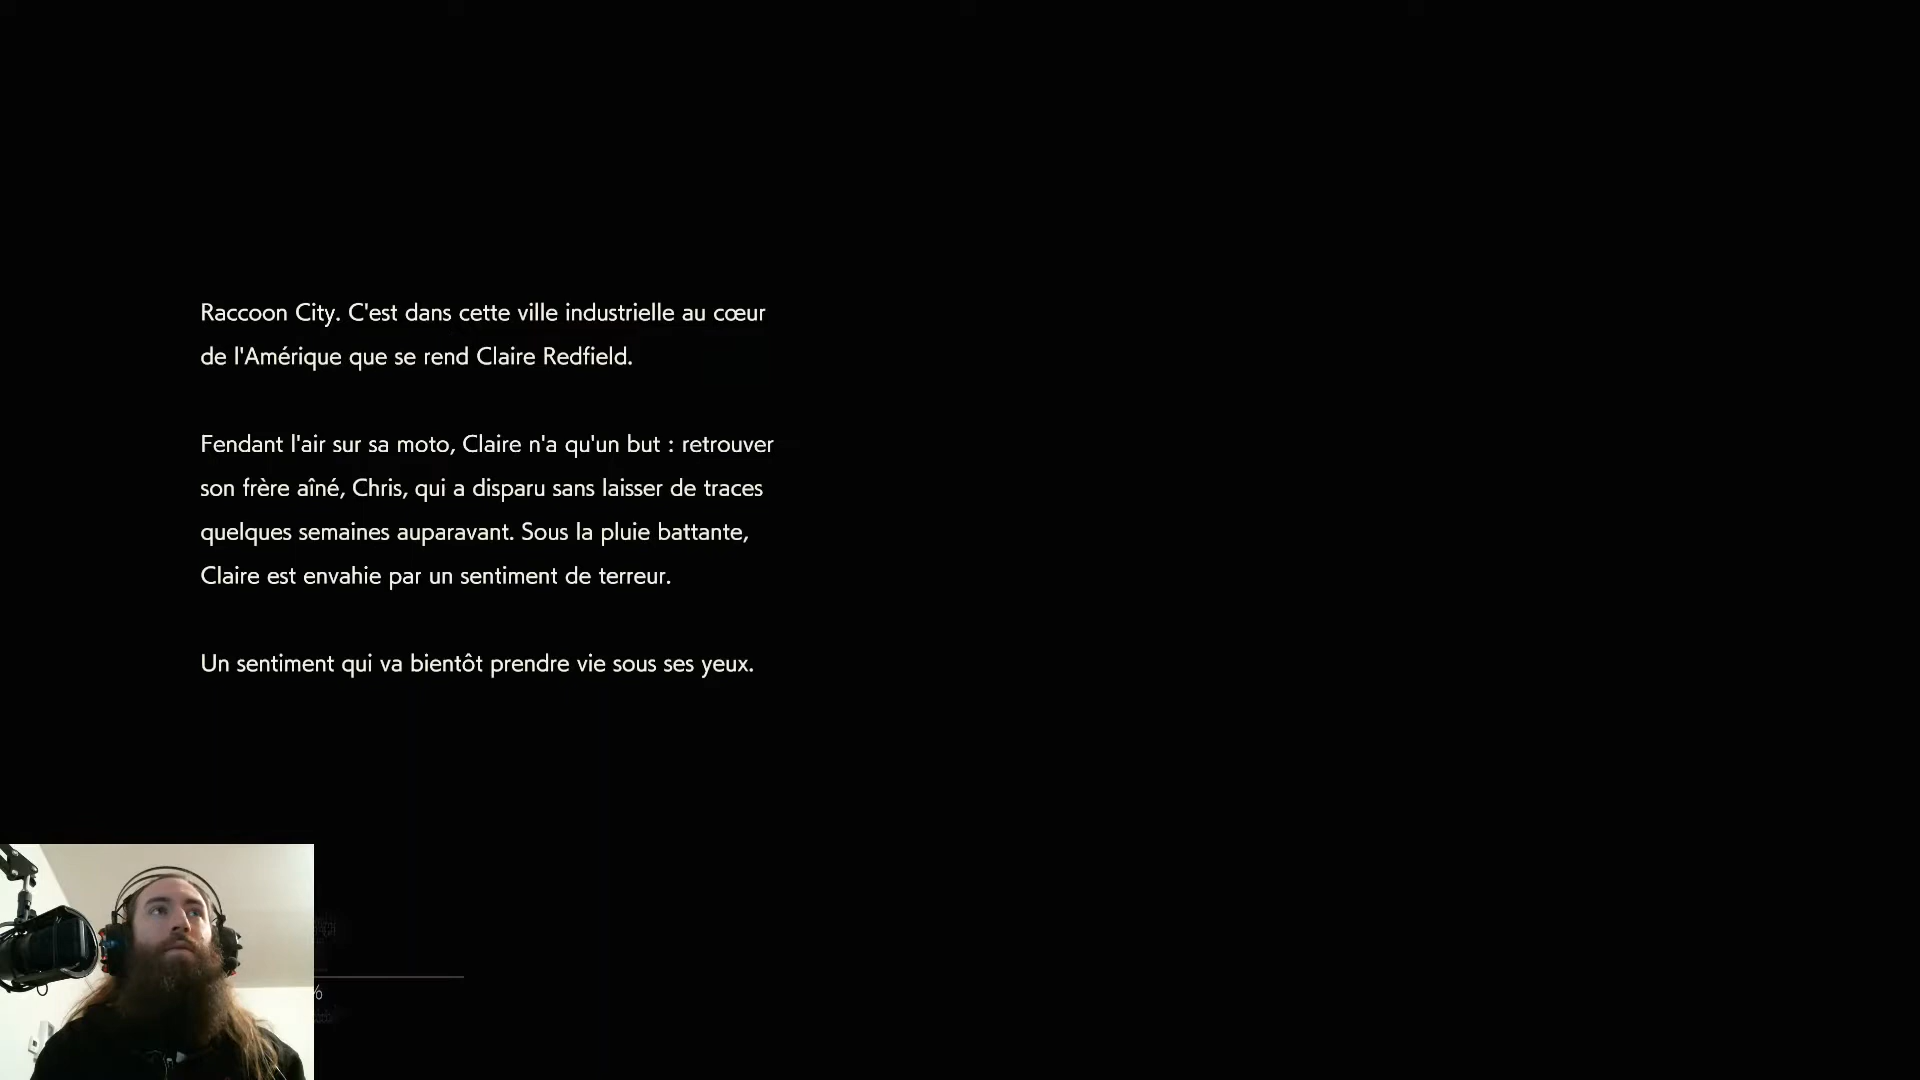 Raccoon City. C'est dans cette ville industrielle au cœur
de l'Amérique que se rend Claire Redfield.
Fendant l'air sur sa moto, Claire n'a qu'un but : retrouver
son frère aîné, Chris, qui a disparu sans laisser de traces
quelques semaines auparavant. Sous la pluie battante,
Claire est envahie par un sentiment de terreur.
Un sentiment qui va bientôt prendre vie sous ses yeux.
%